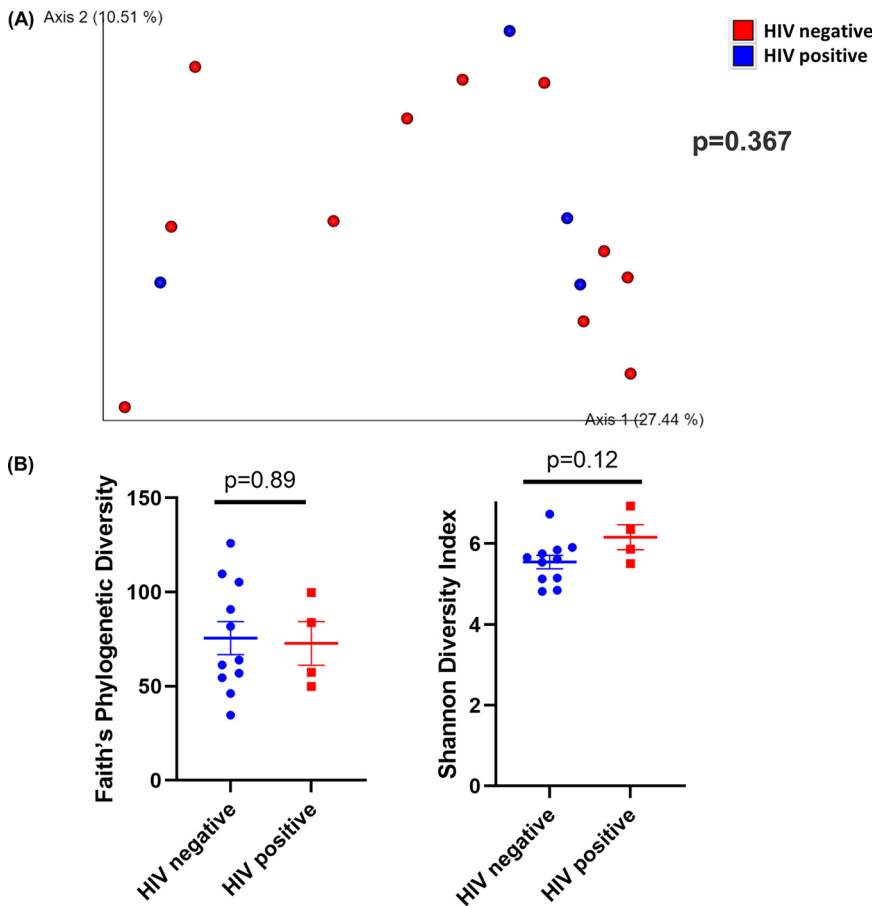 (A)
Axis 2 (10.51 %)
HIV negative
HIV positive
p=0.367
Axis 1 (27.44 %)
(B)
p=0.89
Faith's Phylogenetic Diversity
150
100
50
0
HIV negative
HIV positive
p=0.12
Shannon Diversity Index
6
4
2
0
HIV negative
HIV positive